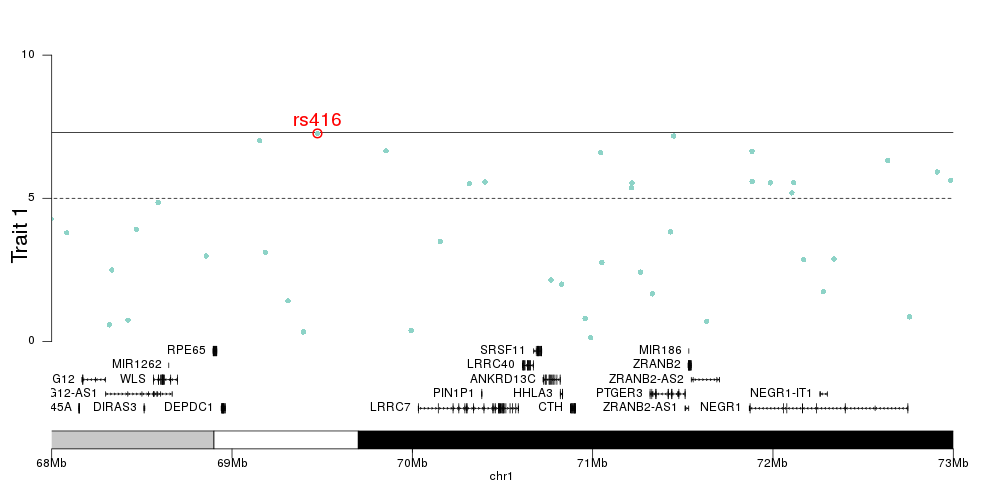 10
rs416
5
Trait 1
0
RPE65 SRSF11 MIR186
MIR1262 LRRC40 ZRANB2
G12 WLS ANKRD13C ZRANB2-AS2
G12-AS1 PIN1P1 HHLA3 PTGER3 NEGR1-IT1
45A DIRAS3 DEPDC1 LRRC7 CTH ZRANB2-AS1 NEGR1
68Mb 69Mb 70Mb 71Mb 72Mb 73Mb
chr1